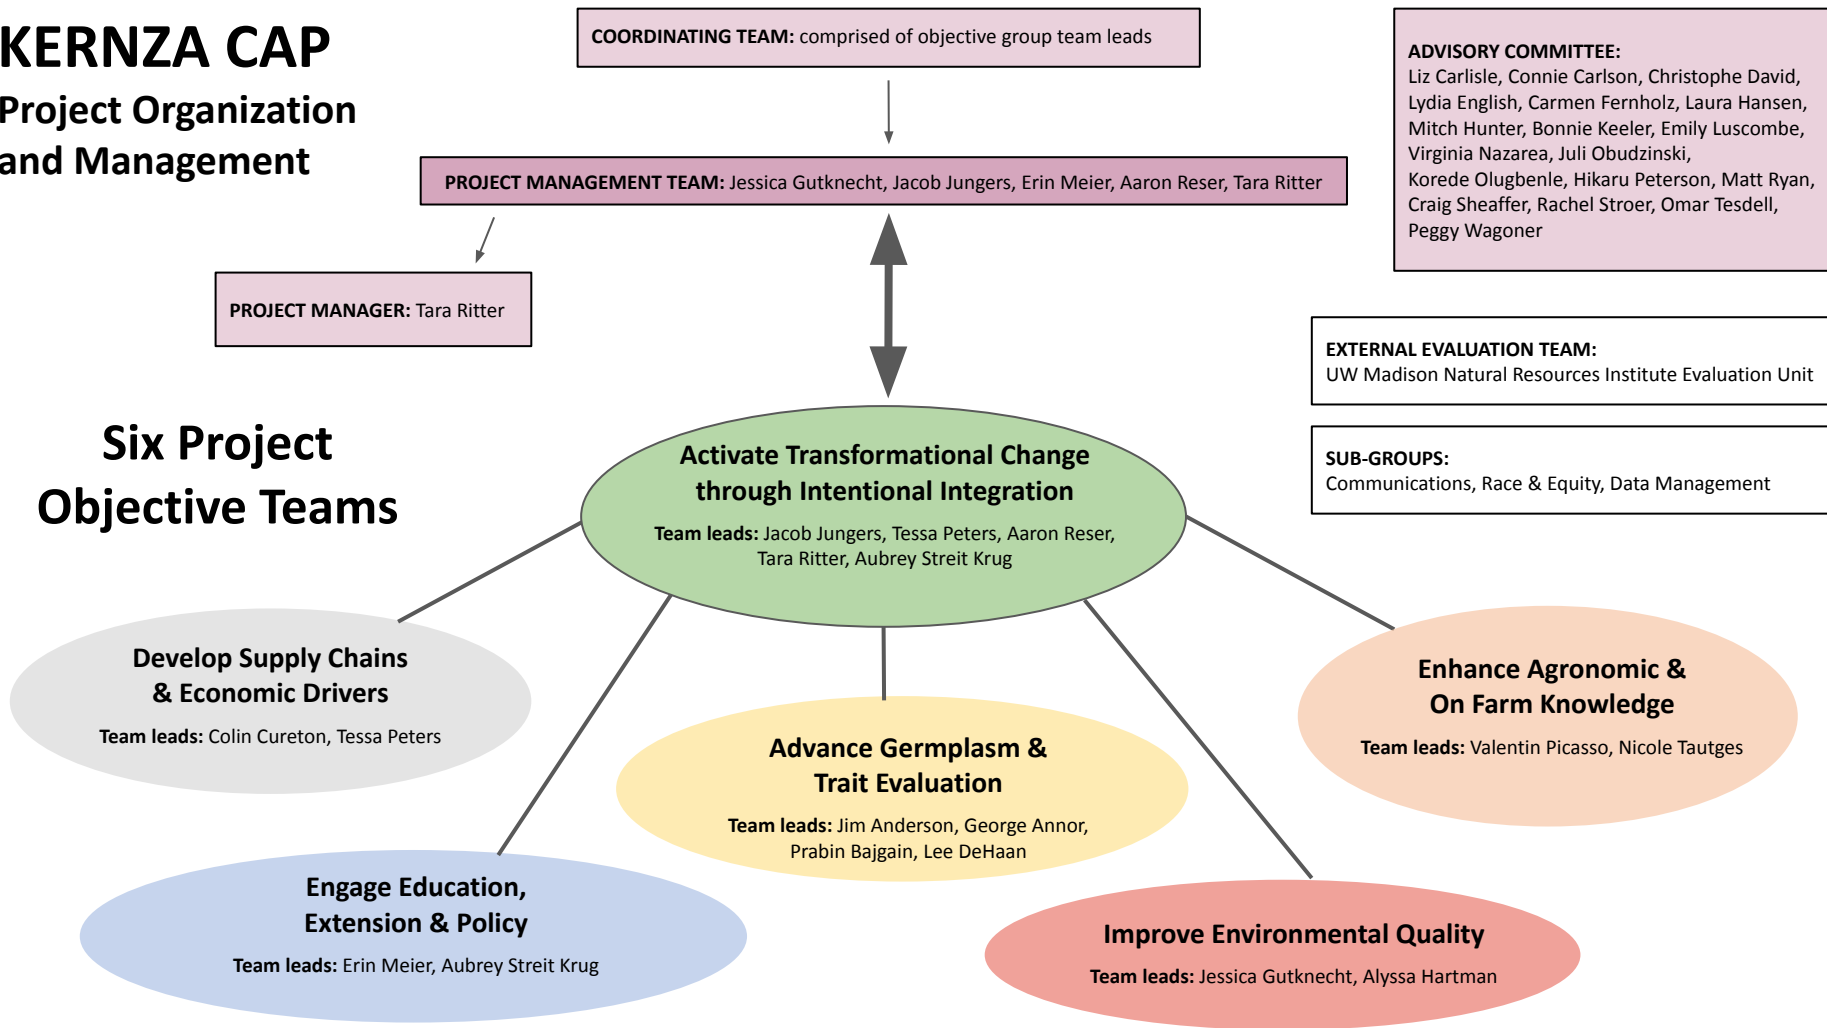 KERNZA CAP
Project Organization
and Management
COORDINATING TEAM: comprised of objective group team leads
PROJECT MANAGEMENT TEAM: Jessica Gutknecht, Jacob Jungers, Erin Meier, Aaron Reser, Tara Ritter
PROJECT MANAGER: Tara Ritter
ADVISORY COMMITTEE:
Liz Carlisle, Connie Carlson, Christophe David,
Lydia English, Carmen Fernholz, Laura Hansen,
Mitch Hunter, Bonnie Keeler, Emily Luscombe,
Virginia Nazarea, Juli Obudzinski,
Korede Olugbenle, Hikaru Peterson, Matt Ryan,
Craig Sheaffer, Rachel Stroer, Omar Tesdell,
Peggy Wagoner
EXTERNAL EVALUATION TEAM:
UW Madison Natural Resources Institute Evaluation Unit
SUB-GROUPS:
Communications, Race & Equity, Data Management
Six Project
Objective Teams
Activate Transformational Change
through Intentional Integration
Team leads: Jacob Jungers, Tessa Peters, Aaron Reser,
Tara Ritter, Aubrey Streit Krug
Develop Supply Chains
& Economic Drivers
Team leads: Colin Cureton, Tessa Peters
Engage Education,
Extension & Policy
Team leads: Erin Meier, Aubrey Streit Krug
Advance Germplasm &
Trait Evaluation
Team leads: Jim Anderson, George Annor,
Prabin Bajgain, Lee DeHaan
Improve Environmental Quality
Team leads: Jessica Gutknecht, Alyssa Hartman
Enhance Agronomic &
On Farm Knowledge
Team leads: Valentin Picasso, Nicole Tautges